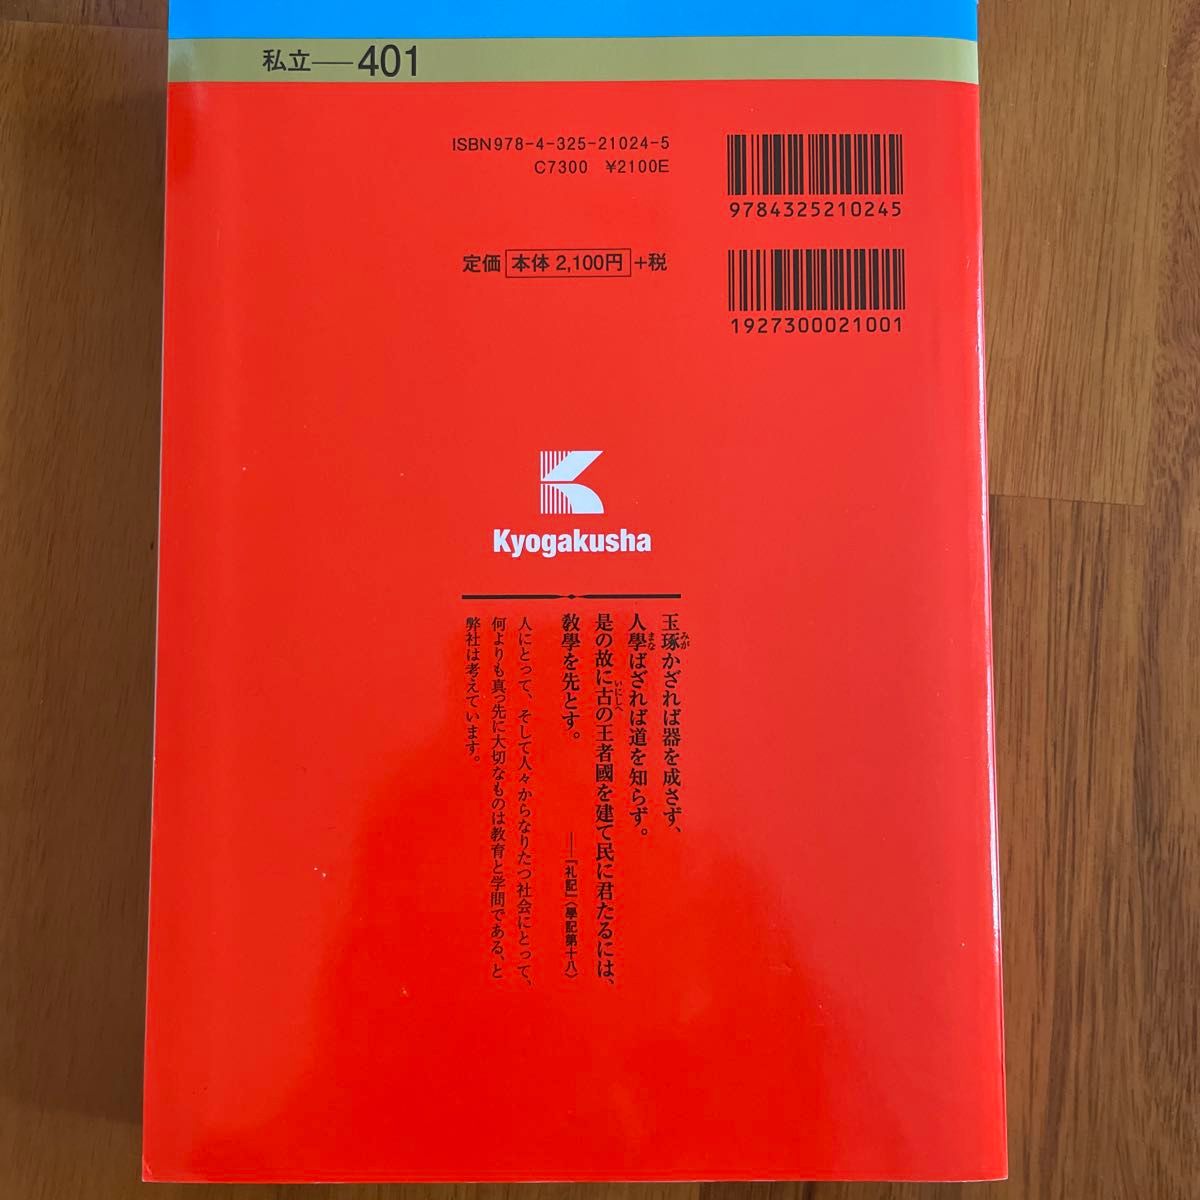 私立—401
ISBN978-4-325-21024-5
C7300 ¥2100E
9784325210245
定価 本体 2,100円 +税
1927300021001
Kyogakusha
玉琢かざれば器を成さず、
人學ばざれば道を知らず。
是の故に古の王者國を建て民に君たるには、
敎學を先とす。
——『礼記』〈學記第十八〉
人にとって、そして人々からなりたつ社会にとって、
何よりも真っ先に大切なものは教育と学問である、と
弊社は考えています。